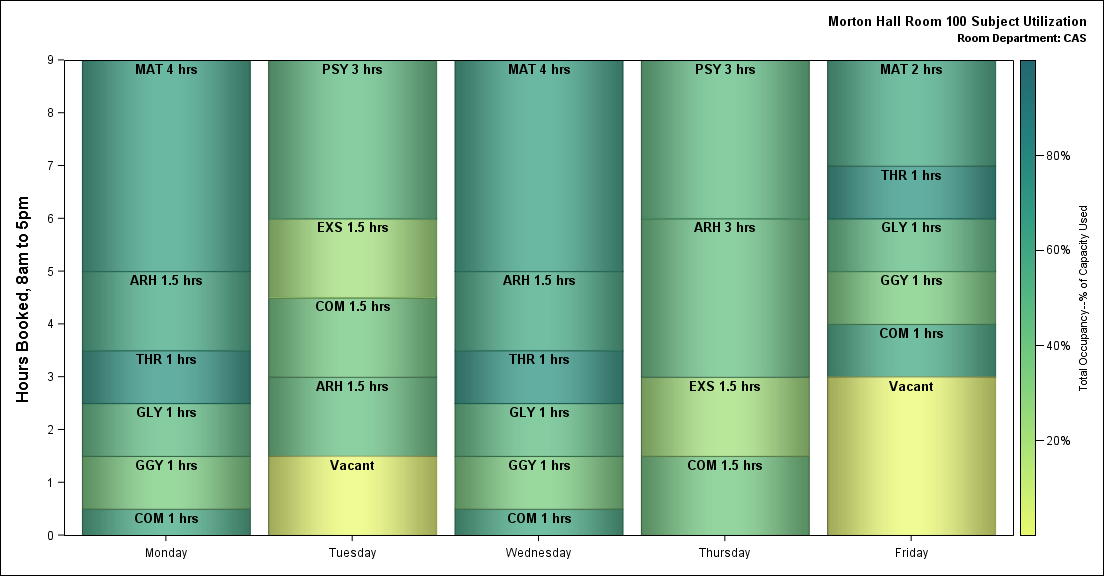 Morton Hall Room 100 Subject Utilization
Room Department: CAS
Hours Booked, 8am to 5pm
9
8
7
6
5
4
3
2
1
0
MAT 4 hrs
ARH 1.5 hrs
THR 1 hrs
GLY 1 hrs
GGY 1 hrs
COM 1 hrs
Monday
PSY 3 hrs
EXS 1.5 hrs
COM 1.5 hrs
ARH 1.5 hrs
Vacant
Tuesday
MAT 4 hrs
ARH 1.5 hrs
THR 1 hrs
GLY 1 hrs
GGY 1 hrs
COM 1 hrs
Wednesday
PSY 3 hrs
ARH 3 hrs
EXS 1.5 hrs
COM 1.5 hrs
Thursday
MAT 2 hrs
THR 1 hrs
GLY 1 hrs
GGY 1 hrs
COM 1 hrs
Vacant
Friday
80%
60%
40%
20%
Total Occupancy--% of Capacity Used